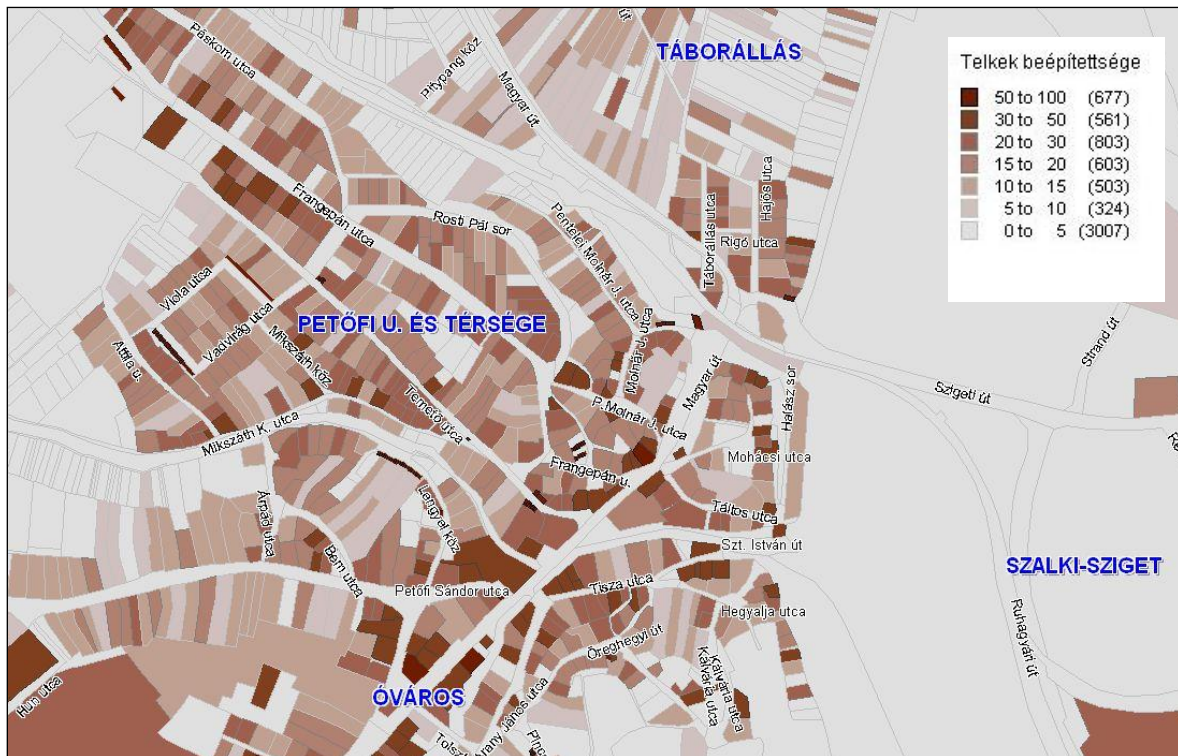 TÁBORÁLLÁS
Telkek beépítettsége
50 to 100 (677)
30 to 50 (561)
20 to 30 (803)
15 to 20 (603)
10 to 15 (503)
5 to 10 (324)
0 to 5 (3007)
út
Páskom utca
Pitypang köz
Magyar út
Frangepán utca
Rosti Pál sor
Pentelei Molnár J. utca
Táborállás utca
Hajós utca
Rigó utca
Viola utca
Vadvirág utca
Attila u.
Mikszáth köz
PETŐFI U. ÉS TÉRSÉGE
Temető utca
Molnár J. utca
Magyar út
P.Molnár J. utca
Halász sor
Szigeti út
Strand út
Mikszáth K. utca
Frangepán u.
Mohácsi utca
Árpád utca
Lengyel köz
Táltos utca
Bem utca
Szt. István út
Petőfi Sándor utca
Tisza utca
Hegyalja utca
SZALKI-SZIGET
Ruhagyári út
Öreghegyi út
Kálvária utca
Kálvária utca
Hun utca
ÓVÁROS
Arany János utca